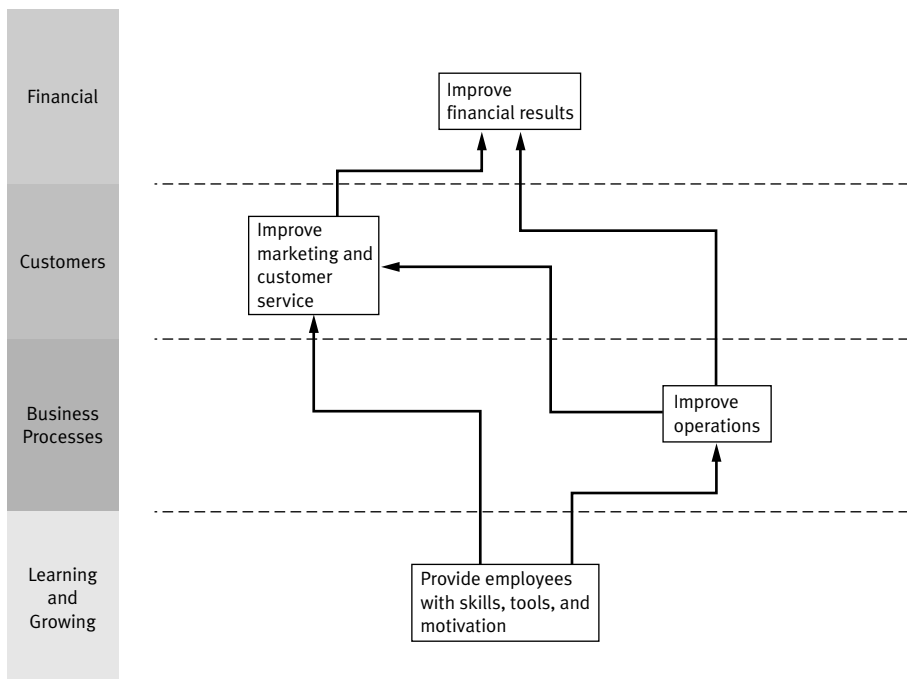 Financial
Improve
financial results
Customers
Improve
marketing and
customer
service
Business
Processes
Improve
operations
Learning
and
Growing
Provide employees
with skills, tools, and
motivation